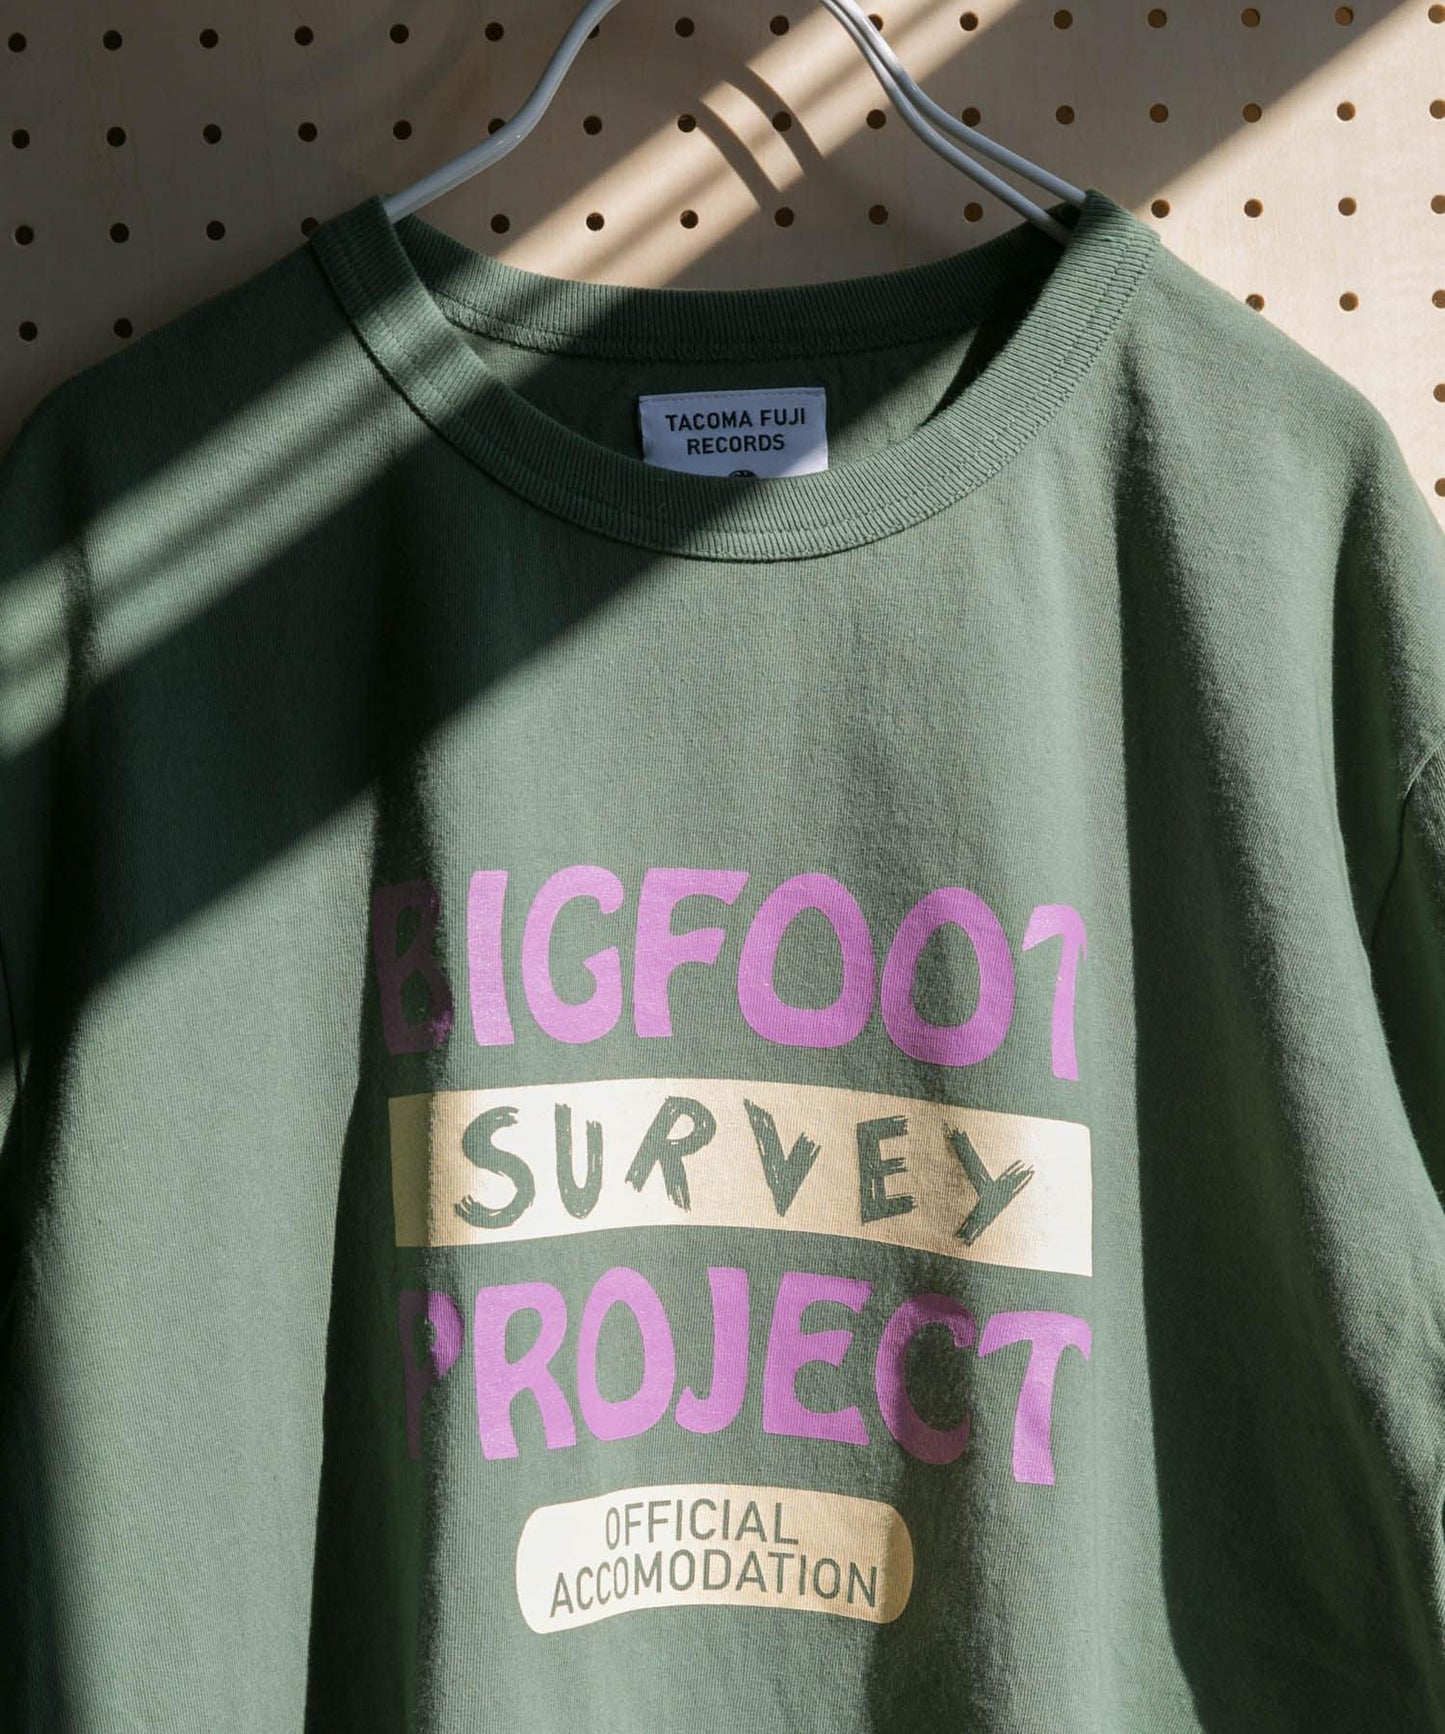 TACOMA FUJI
RECORDS
BIGFOOT
SURVEY
PROJECT
OFFICIAL
ACCOMODATION